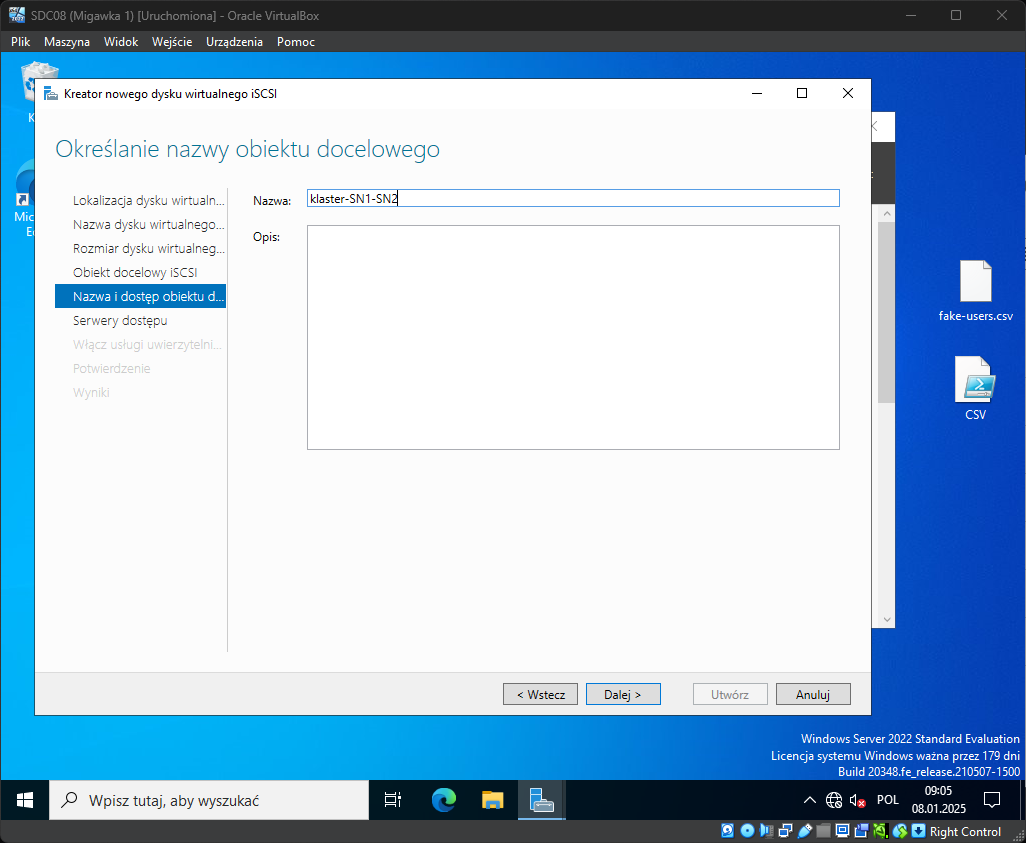 SDC08 (Migawka 1) [Uruchomiona] - Oracle VirtualBox
Plik Maszyna Widok Wejście Urządzenia Pomoc
Kreator nowego dysku wirtualnego iSCSI
Określanie nazwy obiektu docelowego
Lokalizacja dysku wirtualn...
Nazwa dysku wirtualnego...
Rozmiar dysku wirtualneg...
Obiekt docelowy iSCSI
Nazwa i dostęp obiektu d...
Serwery dostępu
Włącz usługi uwierzytelni...
Potwierdzenie
Wyniki
Nazwa:
klaster-SN1-SN2
Opis:
< Wstecz
Dalej >
Utwórz
Anuluj
fake-users.csv
CSV
Windows Server 2022 Standard Evaluation
Licencja systemu Windows ważna przez 179 dni
Build 20348.fe_release.210507-1500
Wpisz tutaj, aby wyszukać
POL
09:05
08.01.2025
Right Control